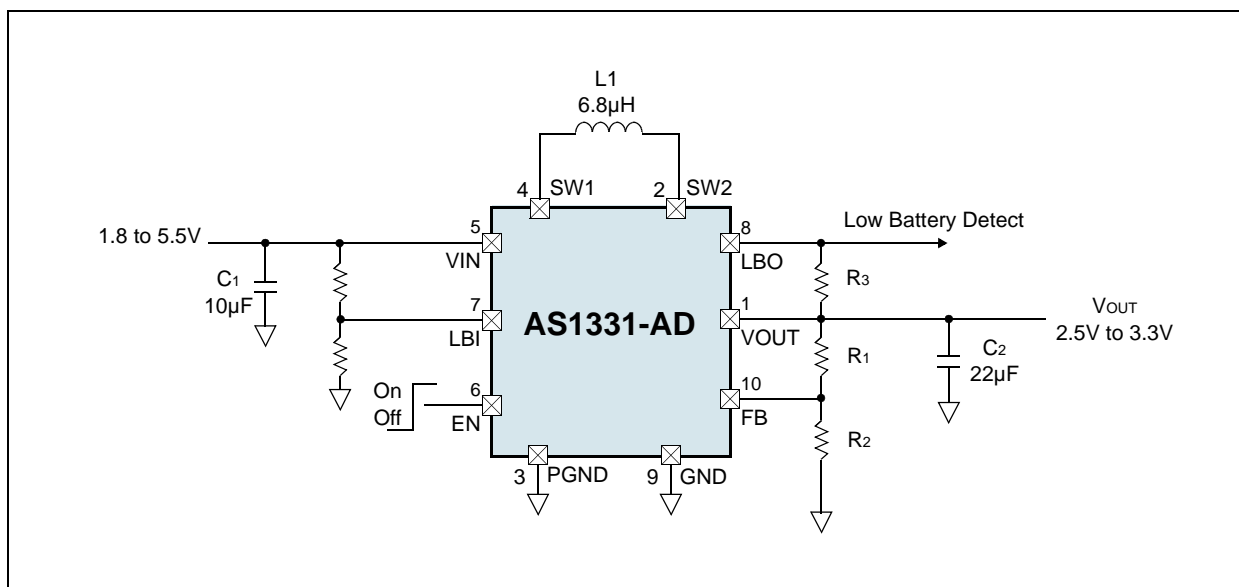 L1
6.8µH
4
SW1
2
SW2
1.8 to 5.5V
5
VIN
8
LBO
Low Battery Detect
C1
10µF
R3
7
LBI
AS1331-AD
1
VOUT
VOUT
2.5V to 3.3V
R1
C2
22µF
On
Off
6
EN
10
FB
R2
3
PGND
9
GND